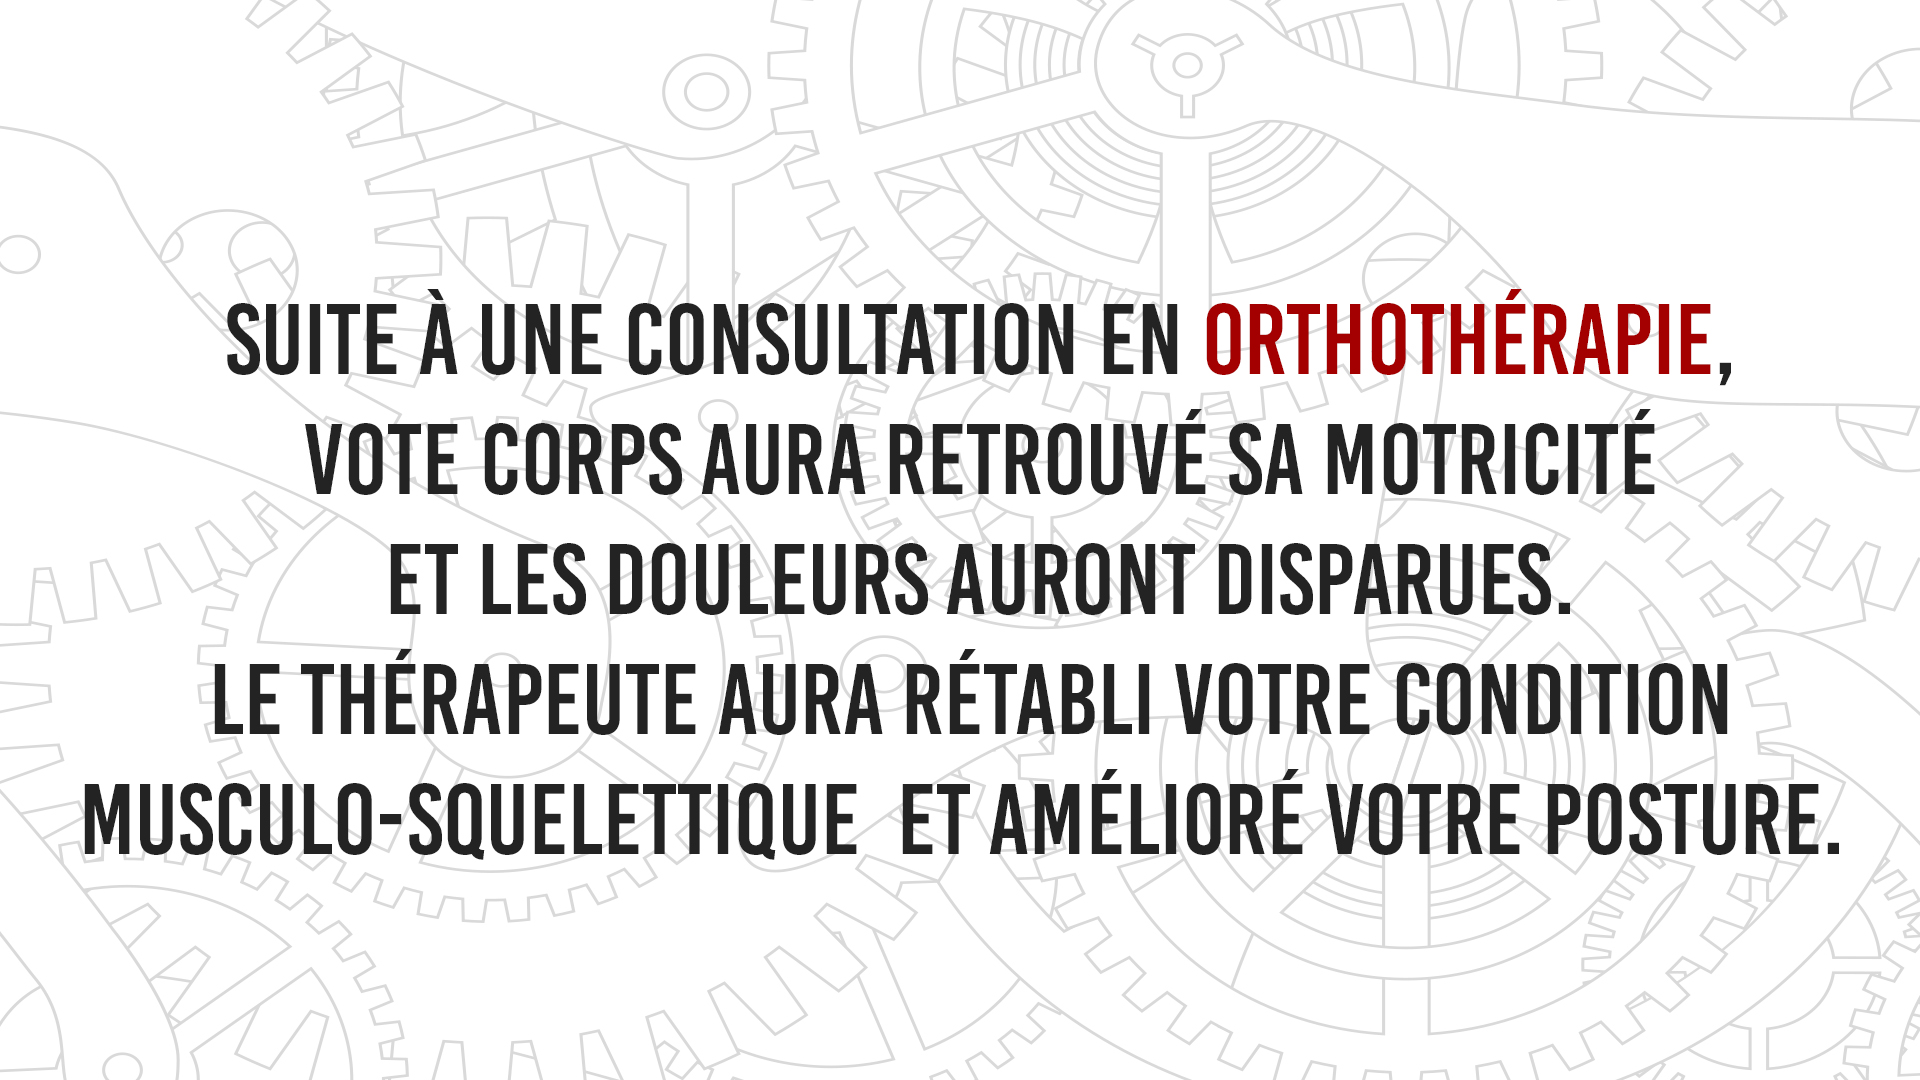 SUITE À UNE CONSULTATION EN ORTHOTHÉRAPIE,
VOTE CORPS AURA RETROUVÉ SA MOTRICITÉ
ET LES DOULEURS AURONT DISPARUES.
LE THÉRAPEUTE AURA RÉTABLI VOTRE CONDITION
MUSCULO-SQUELETTIQUE  ET AMÉLIORÉ VOTRE POSTURE.